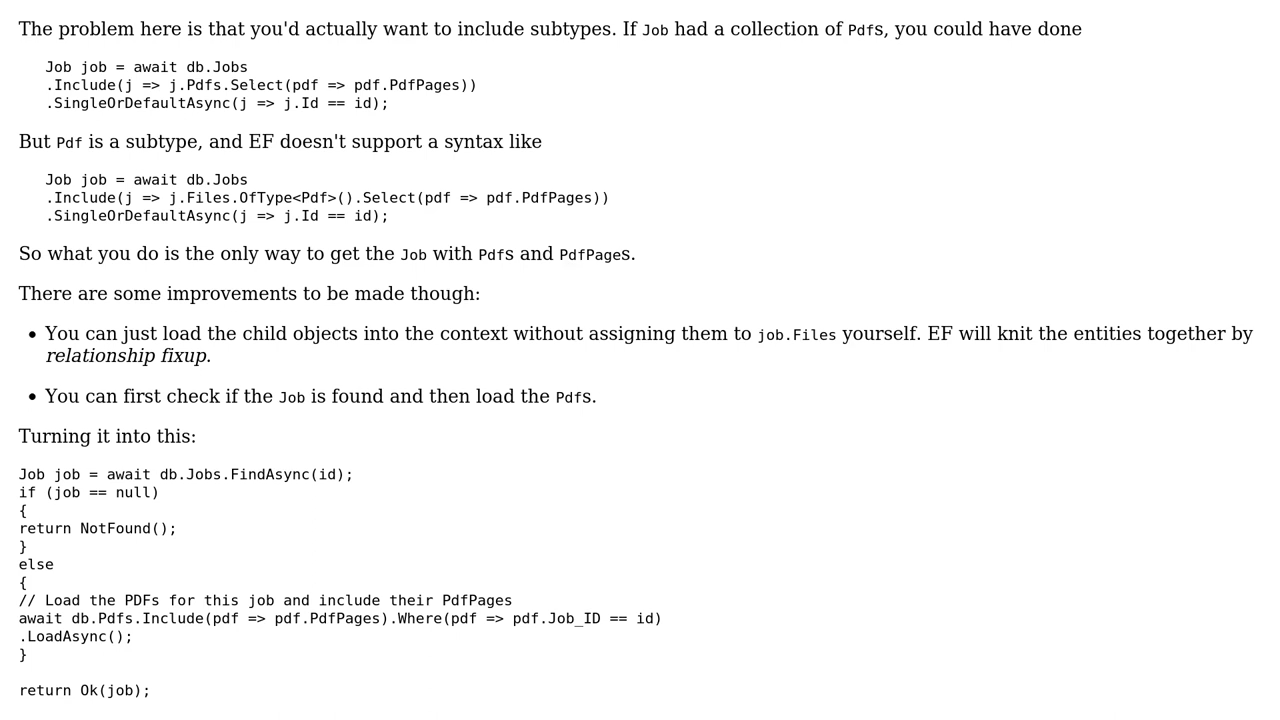 The problem here is that you'd actually want to include subtypes. If Job had a collection of Pdfs, you could have done
Job job = await db.Jobs
.Include(j => j.Pdfs.Select(pdf => pdf.PdfPages))
.SingleOrDefaultAsync(j => j.Id == id);
But Pdf is a subtype, and EF doesn't support a syntax like
Job job = await db.Jobs
.Include(j => j.Files.OfType<Pdf>().Select(pdf => pdf.PdfPages))
.SingleOrDefaultAsync(j => j.Id == id);
So what you do is the only way to get the Job with Pdfs and PdfPages.
There are some improvements to be made though:
• You can just load the child objects into the context without assigning them to job.Files yourself. EF will knit the entities together by
relationship fixup.
• You can first check if the Job is found and then load the Pdfs.
Turning it into this:
Job job = await db.Jobs.FindAsync(id);
if (job == null)
{
return NotFound();
}
else
{
// Load the PDFs for this job and include their PdfPages
await db.Pdfs.Include(pdf => pdf.PdfPages).Where(pdf => pdf.Job_ID == id)
.LoadAsync();
}
return Ok(job);